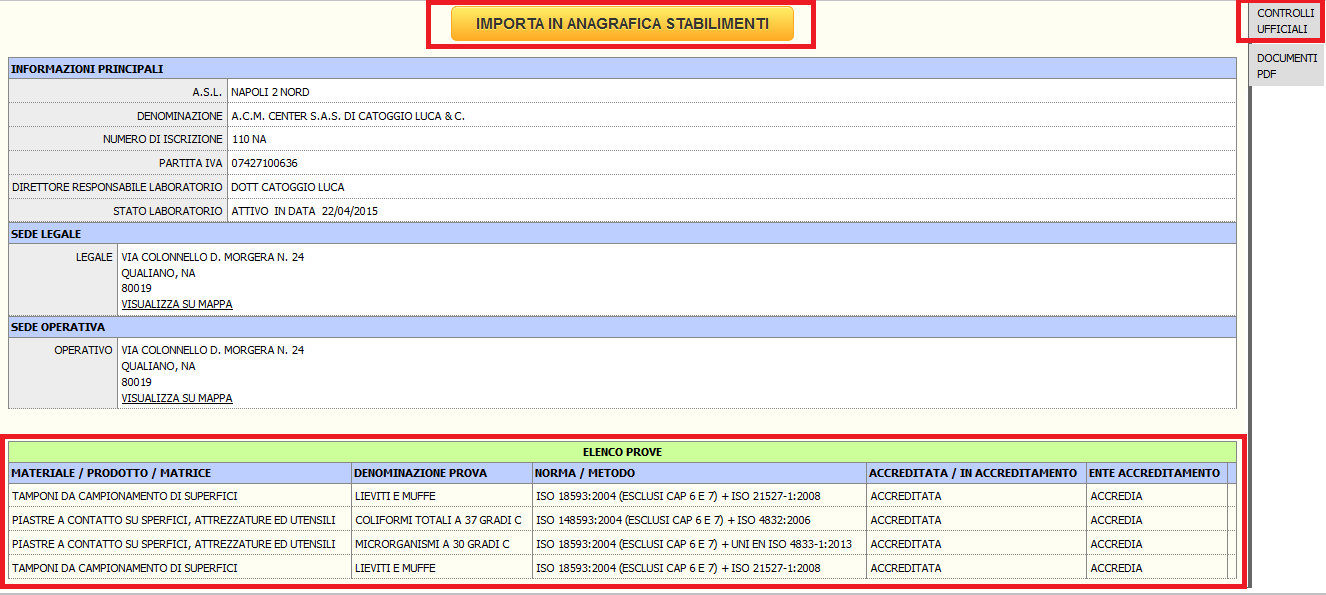 IMPORTA IN ANAGRAFICA STABILIMENTI
CONTROLLI
UFFICIALI
DOCUMENTI
PDF
INFORMAZIONI PRINCIPALI
A.S.L. NAPOLI 2 NORD
DENOMINAZIONE A.C.M. CENTER S.A.S. DI CATOGGIO LUCA & C.
NUMERO DI ISCRIZIONE 110 NA
PARTITA IVA 07427100636
DIRETTORE RESPONSABILE LABORATORIO DOTT CATOGGIO LUCA
STATO LABORATORIO ATTIVO IN DATA 22/04/2015
SEDE LEGALE
LEGALE VIA COLONNELLO D. MORGERA N. 24
QUALIANO, NA
80019
VISUALIZZA SU MAPPA
SEDE OPERATIVA
OPERATIVO VIA COLONNELLO D. MORGERA N. 24
QUALIANO, NA
80019
VISUALIZZA SU MAPPA
ELENCO PROVE
MATERIALE / PRODOTTO / MATRICE DENOMINAZIONE PROVA NORMA / METODO ACCREDITATA / IN ACCREDITAMENTO ENTE ACCREDITAMENTO
TAMPONI DA CAMPIONAMENTO DI SUPERFICI LIEVITI E MUFFE ISO 18593:2004 (ESCLUSI CAP 6 E 7) + ISO 21527-1:2008 ACCREDITATA ACCREDIA
PIASTRE A CONTATTO SU SPERFICI, ATTREZZATURE ED UTENSILI COLIFORMI TOTALI A 37 GRADI C ISO 148593:2004 (ESCLUSI CAP 6 E 7) + ISO 4832:2006 ACCREDITATA ACCREDIA
PIASTRE A CONTATTO SU SPERFICI, ATTREZZATURE ED UTENSILI MICRORGANISMI A 30 GRADI C ISO 18593:2004 (ESCLUSI CAP 6 E 7) + UNI EN ISO 4833-1:2013 ACCREDITATA ACCREDIA
TAMPONI DA CAMPIONAMENTO DI SUPERFICI LIEVITI E MUFFE ISO 18593:2004 (ESCLUSI CAP 6 E 7) + ISO 21527-1:2008 ACCREDITATA ACCREDIA